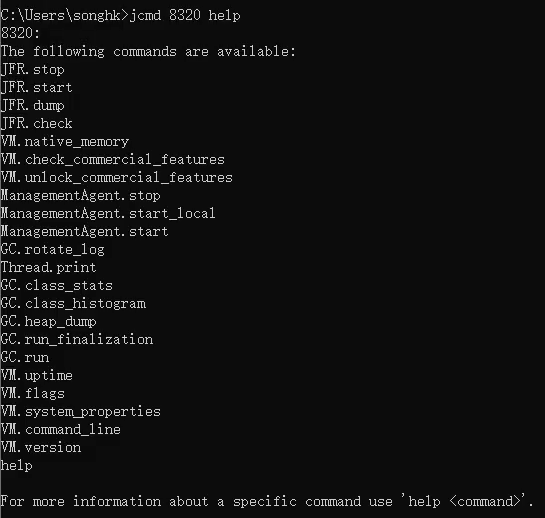 C:\Users\songhk>jcmd 8320 help
8320:
The following commands are available:
JFR.stop
JFR.start
JFR.dump
JFR.check
VM.native_memory
VM.check_commercial_features
VM.unlock_commercial_features
ManagementAgent.stop
ManagementAgent.start_local
ManagementAgent.start
GC.rotate_log
Thread.print
GC.class_stats
GC.class_histogram
GC.heap_dump
GC.run_finalization
GC.run
VM.uptime
VM.flags
VM.system_properties
VM.command_line
VM.version
help

For more information about a specific command use 'help <command>'.